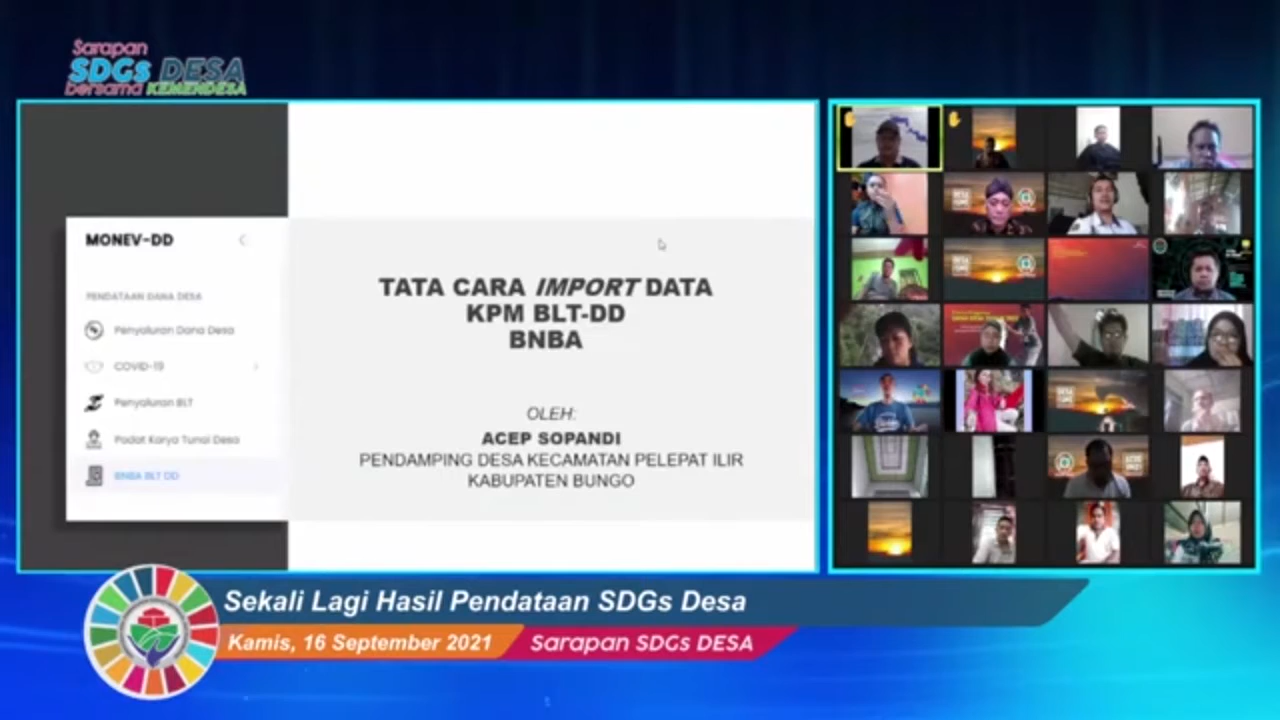 Sarapan
SDGs DESA
bersama KEMENDESA
MONEV-DD
PENDATAAN DANA DESA
Penyaluran Dana Desa
COVID-19
Penyaluran BLT
Padat Karya Tunai Desa
BNBA BLT DD
TATA CARA IMPORT DATA
KPM BLT-DD
BNBA
OLEH:
ACEP SOPANDI
PENDAMPING DESA KECAMATAN PELEPAT ILIR
KABUPATEN BUNGO
Sekali Lagi Hasil Pendataan SDGs Desa
Kamis, 16 September 2021
Sarapan SDGs DESA